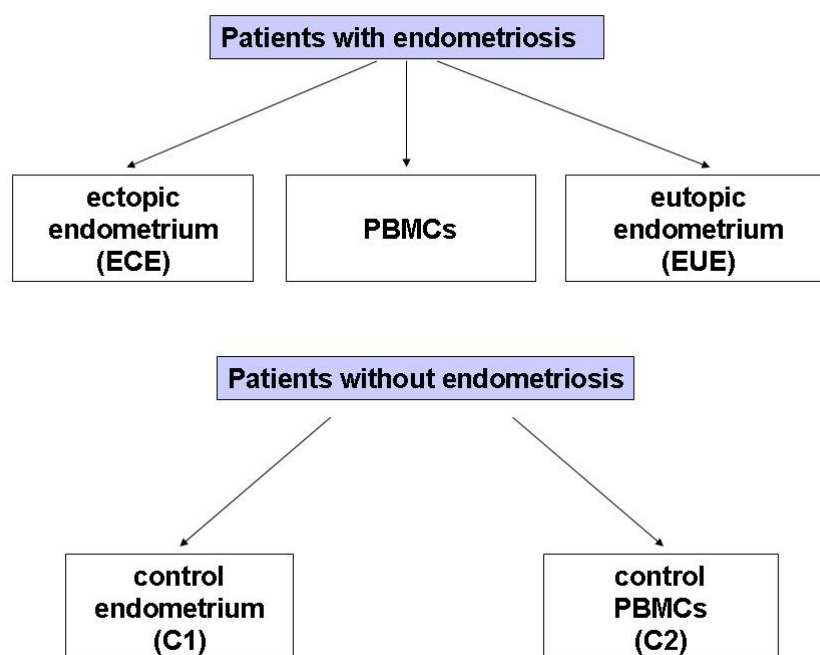 Patients with endometriosis
ectopic
endometrium
(ECE)
PBMCs
eutopic
endometrium
(EUE)
Patients without endometriosis
control
endometrium
(C1)
control
PBMCs
(C2)